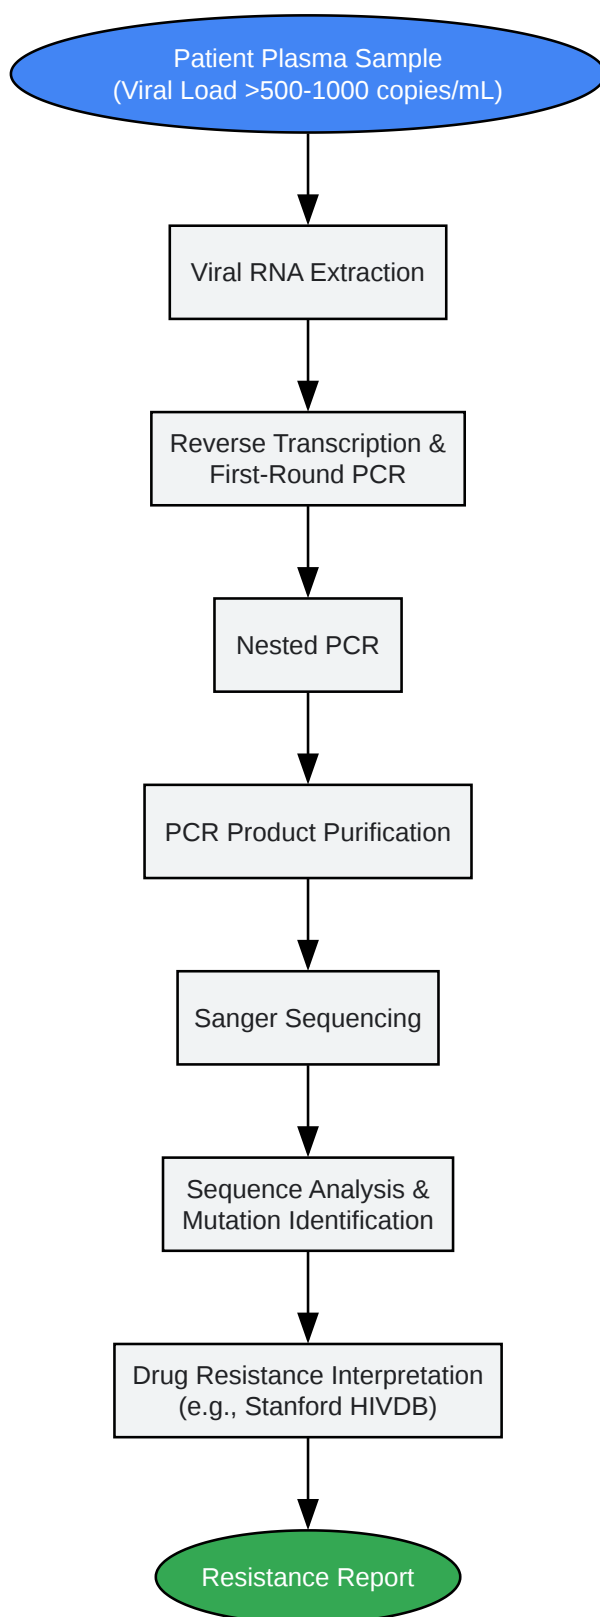 Patient Plasma Sample
(Viral Load >500-1000 copies/mL)
Viral RNA Extraction
Reverse Transcription &
First-Round PCR
Nested PCR
PCR Product Purification
Sanger Sequencing
Sequence Analysis &
Mutation Identification
Drug Resistance Interpretation
(e.g., Stanford HIVDB)
Resistance Report